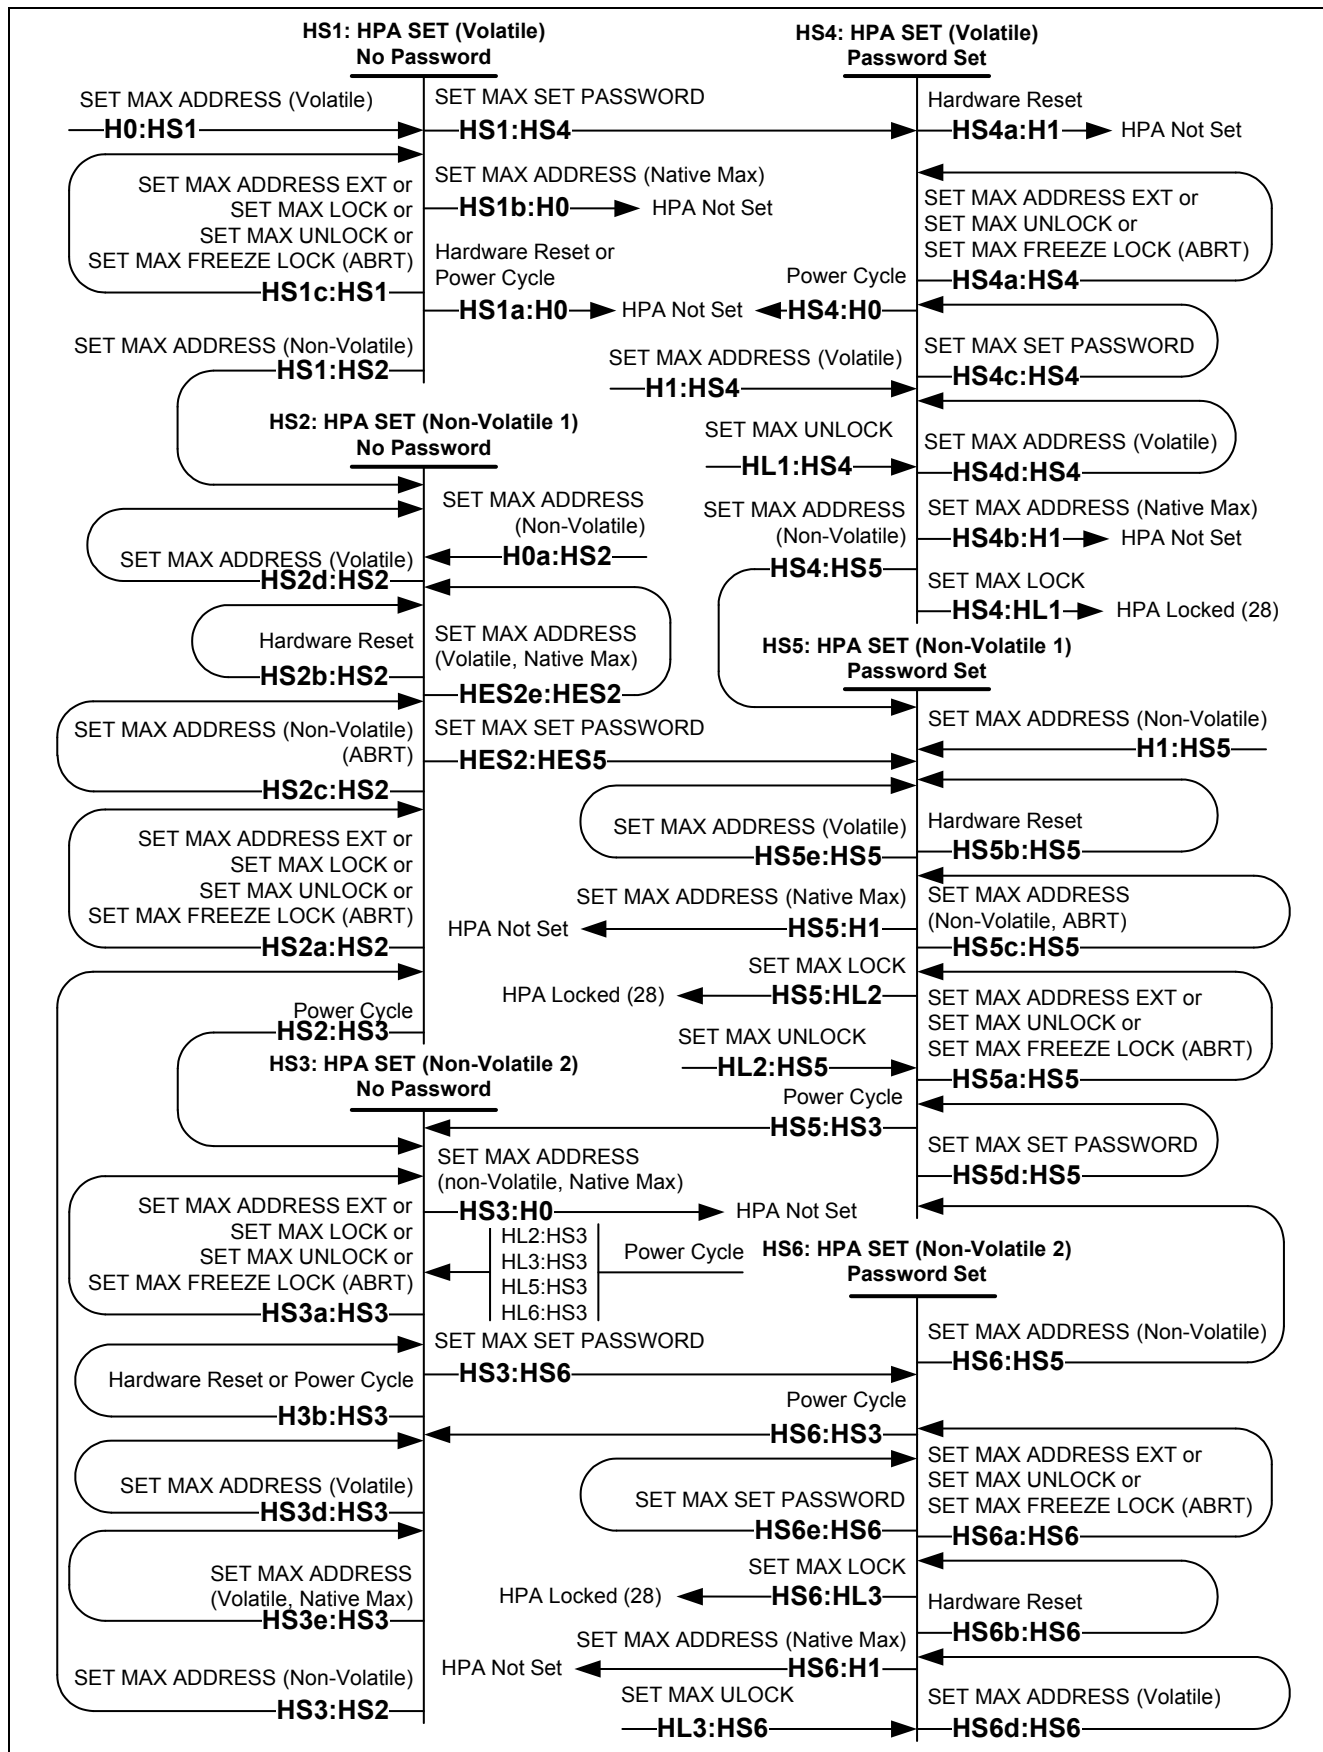 HS1: HPA SET (Volatile)
No Password
SET MAX ADDRESS (Volatile)
H0:HS1
SET MAX SET PASSWORD
HS1:HS4
SET MAX ADDRESS EXT or
SET MAX LOCK or
SET MAX UNLOCK or
SET MAX FREEZE LOCK (ABRT)
HS1c:HS1
SET MAX ADDRESS (Native Max)
HS1b:H0
HPA Not Set
Hardware Reset or
Power Cycle
HS1a:H0
HPA Not Set
SET MAX ADDRESS (Non-Volatile)
HS1:HS2
HS2: HPA SET (Non-Volatile 1)
No Password
SET MAX ADDRESS
(Non-Volatile)
H0a:HS2
SET MAX ADDRESS (Volatile)
HS2d:HS2
Hardware Reset
HS2b:HS2
SET MAX ADDRESS
(Volatile, Native Max)
HES2e:HES2
SET MAX ADDRESS (Non-Volatile)
(ABRT)
HS2c:HS2
SET MAX SET PASSWORD
HES2:HES5
SET MAX ADDRESS EXT or
SET MAX LOCK or
SET MAX UNLOCK or
SET MAX FREEZE LOCK (ABRT)
HS2a:HS2
Power Cycle
HS2:HS3
HS3: HPA SET (Non-Volatile 2)
No Password
SET MAX ADDRESS
(non-Volatile, Native Max)
HS3:H0
HPA Not Set
SET MAX ADDRESS EXT or
SET MAX LOCK or
SET MAX UNLOCK or
SET MAX FREEZE LOCK (ABRT)
HS3a:HS3
HL2:HS3
HL3:HS3
HL5:HS3
HL6:HS3
Power Cycle
SET MAX SET PASSWORD
HS3:HS6
Hardware Reset or Power Cycle
H3b:HS3
SET MAX ADDRESS (Volatile)
HS3d:HS3
SET MAX ADDRESS
(Volatile, Native Max)
HS3e:HS3
SET MAX ADDRESS (Non-Volatile)
HS3:HS2
HS4: HPA SET (Volatile)
Password Set
Hardware Reset
HS4a:H1
HPA Not Set
SET MAX ADDRESS EXT or
SET MAX UNLOCK or
SET MAX FREEZE LOCK (ABRT)
HS4a:HS4
Power Cycle
HS4:H0
SET MAX SET PASSWORD
HS4c:HS4
SET MAX ADDRESS (Volatile)
H1:HS4
SET MAX UNLOCK
HL1:HS4
SET MAX ADDRESS (Volatile)
HS4d:HS4
SET MAX ADDRESS
(Non-Volatile)
HS4:HS5
SET MAX ADDRESS (Native Max)
HS4b:H1
HPA Not Set
SET MAX LOCK
HS4:HL1
HPA Locked (28)
HS5: HPA SET (Non-Volatile 1)
Password Set
SET MAX ADDRESS (Non-Volatile)
H1:HS5
SET MAX ADDRESS (Volatile)
HS5e:HS5
Hardware Reset
HS5b:HS5
SET MAX ADDRESS (Native Max)
HPA Not Set
HS5:H1
SET MAX ADDRESS
(Non-Volatile, ABRT)
HS5c:HS5
SET MAX LOCK
HPA Locked (28)
HS5:HL2
SET MAX UNLOCK
HL2:HS5
SET MAX ADDRESS EXT or
SET MAX UNLOCK or
SET MAX FREEZE LOCK (ABRT)
HS5a:HS5
Power Cycle
HS5:HS3
SET MAX SET PASSWORD
HS5d:HS5
HS6: HPA SET (Non-Volatile 2)
Password Set
SET MAX ADDRESS (Non-Volatile)
HS6:HS5
Power Cycle
HS6:HS3
SET MAX SET PASSWORD
HS6e:HS6
SET MAX ADDRESS EXT or
SET MAX UNLOCK or
SET MAX FREEZE LOCK (ABRT)
HS6a:HS6
SET MAX LOCK
HPA Locked (28)
HS6:HL3
Hardware Reset
HS6b:HS6
SET MAX ADDRESS (Native Max)
HPA Not Set
HS6:H1
SET MAX ULOCK
HL3:HS6
SET MAX ADDRESS (Volatile)
HS6d:HS6